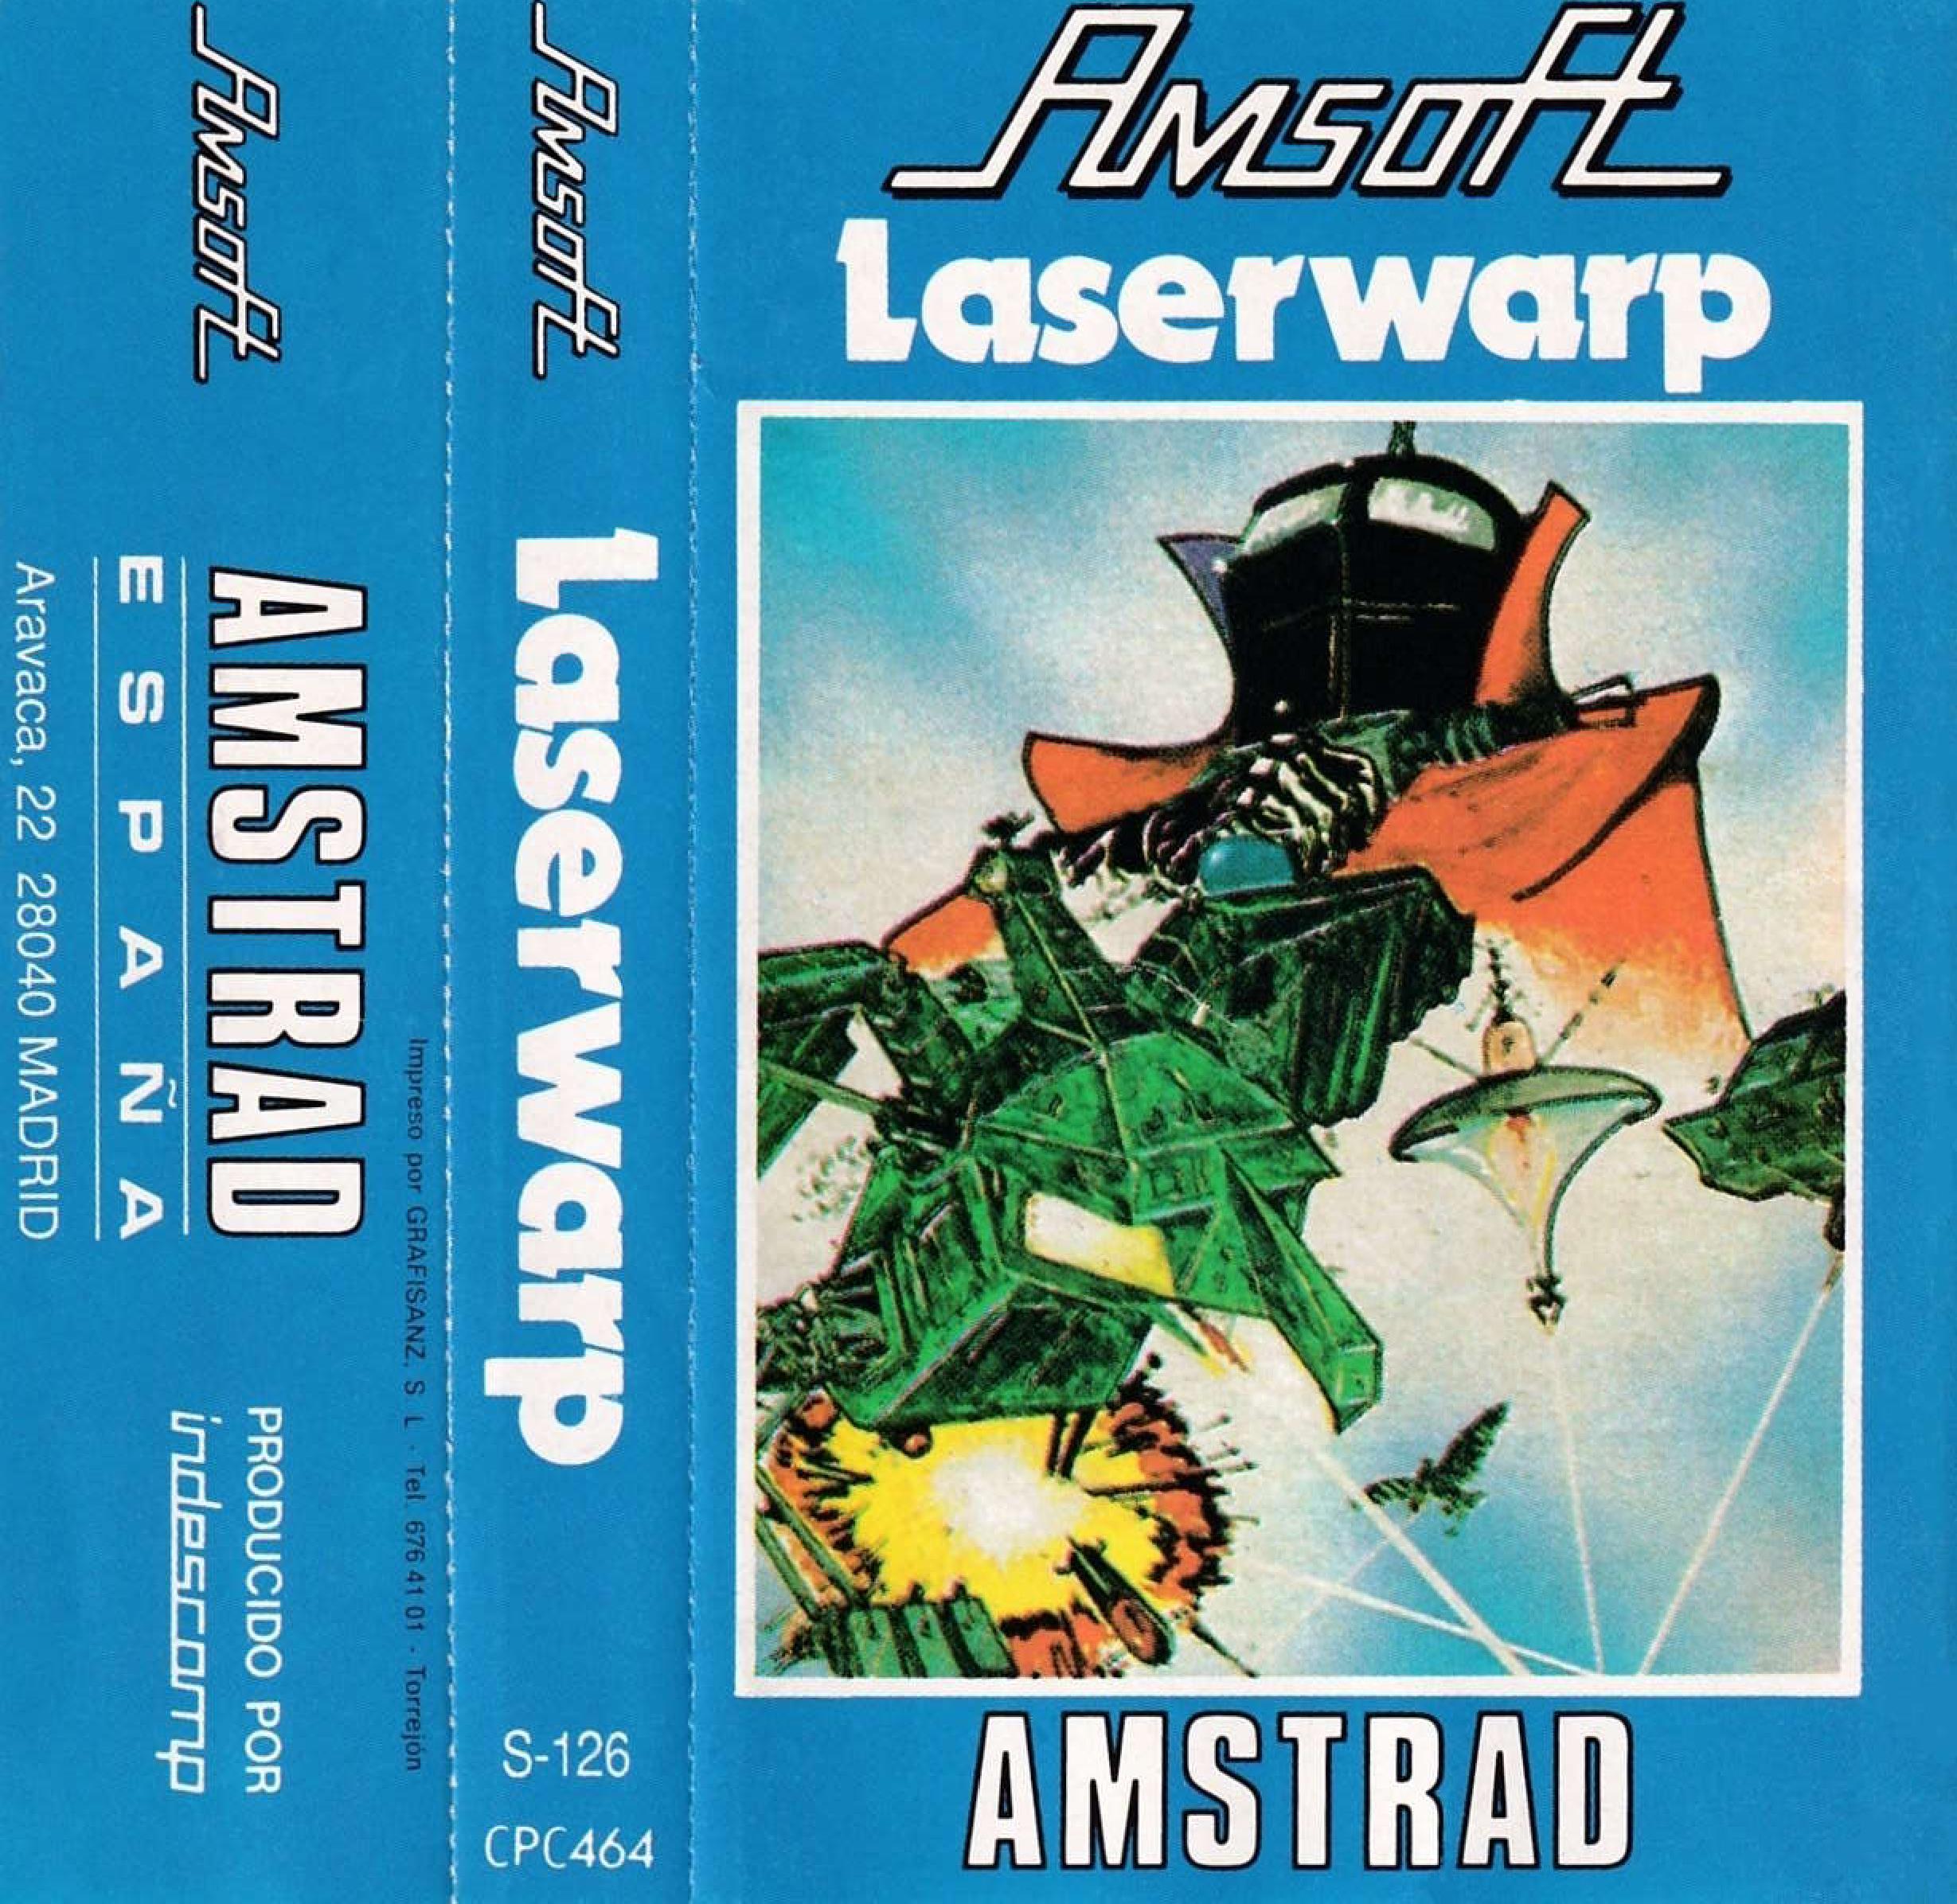 Amsoft
Laserwarp
AMSTRAD
Amsoft
Laserwarp
S-126
CPC464
Amsoft
AMSTRAD
ESPAÑA
Aravaca, 22 28040 MADRID
PRODUCIDO POR
indescomp
Impreso por GRAFISANZ, S L · Tel. 676 41 01 - Torrejón